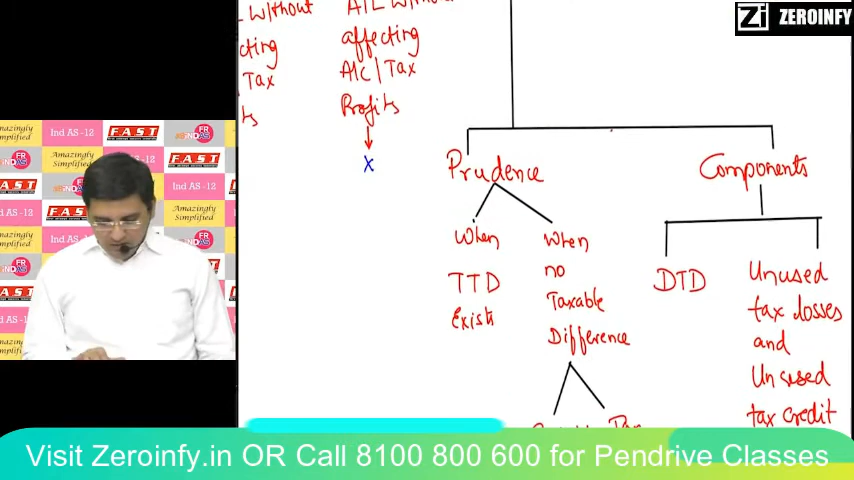 ZEROINFY
Without
cting
Tax
ts
affecting
A/c/Tax
Profits
X
Prudence
When
TTD
Exists
When
no
Taxable
Difference
Components
DTD
Unused
tax losses
and
Unused
tax credit
Amazingly
Simplified
Ind AS-12
FAST
Visit Zeroinfy.in OR Call 8100 800 600 for Pendrive Classes